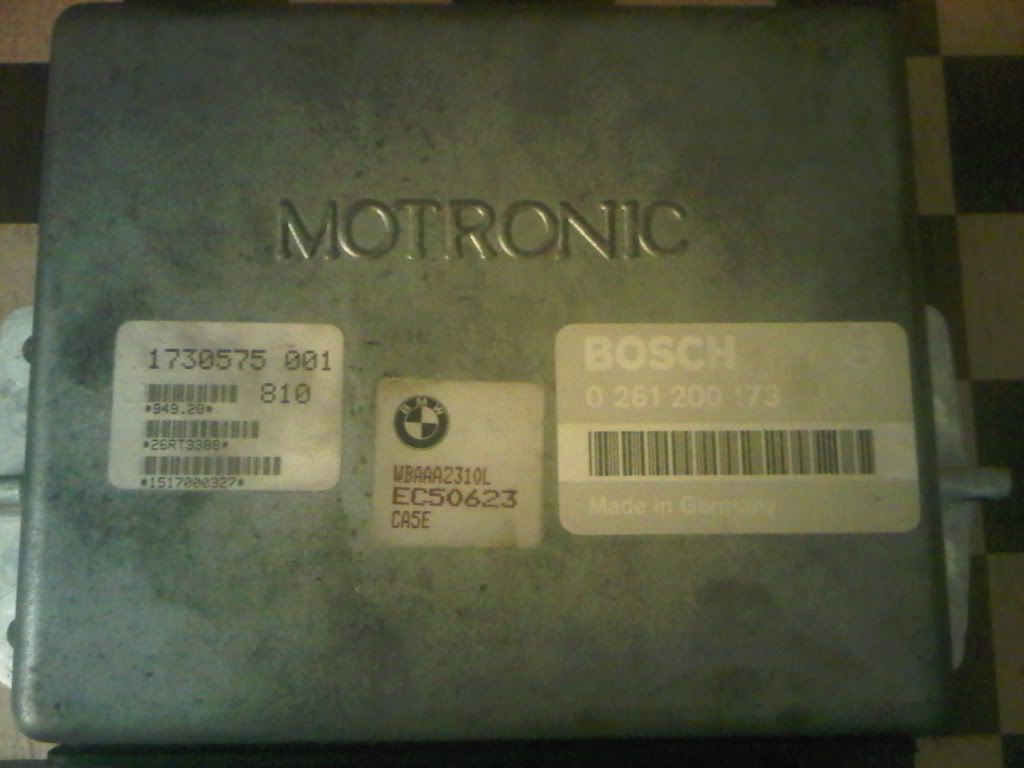 MOTRONIC
1730575 001
810
*949.28*
*26RT3388*
*1517000327*
BMW
WBAAA2310L
EC50623
CA5E
BOSCH
0 261 200 173
Made in Germany